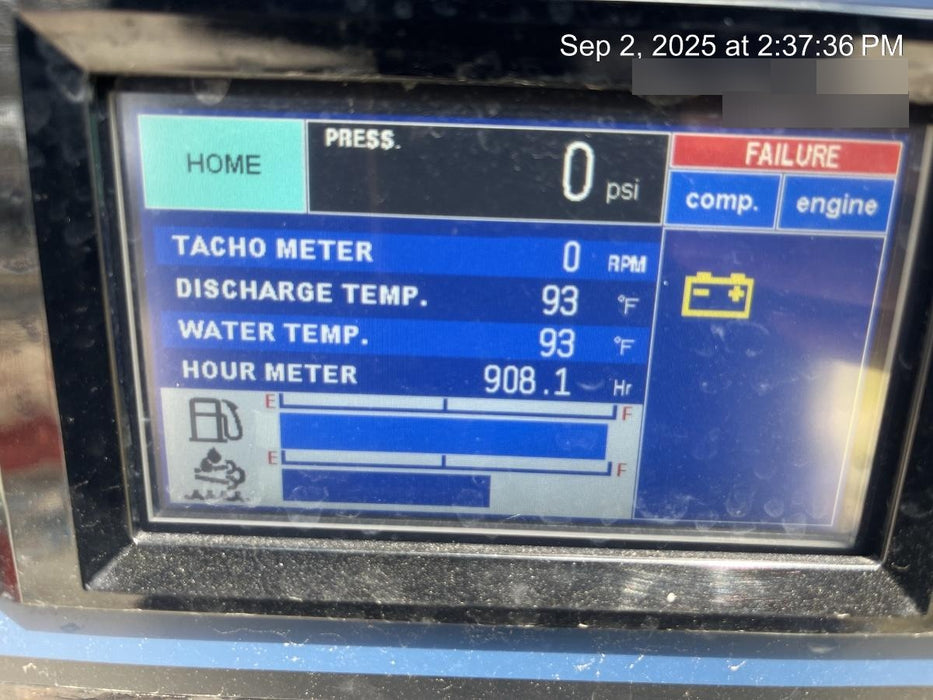 Sep 2, 2025 at 2:37:36 PM
HOME
PRESS.
0 psi
FAILURE
comp. engine
TACHO METER 0 RPM
DISCHARGE TEMP. 93 °F
WATER TEMP. 93 °F
HOUR METER 908.1 Hr
E F
E F